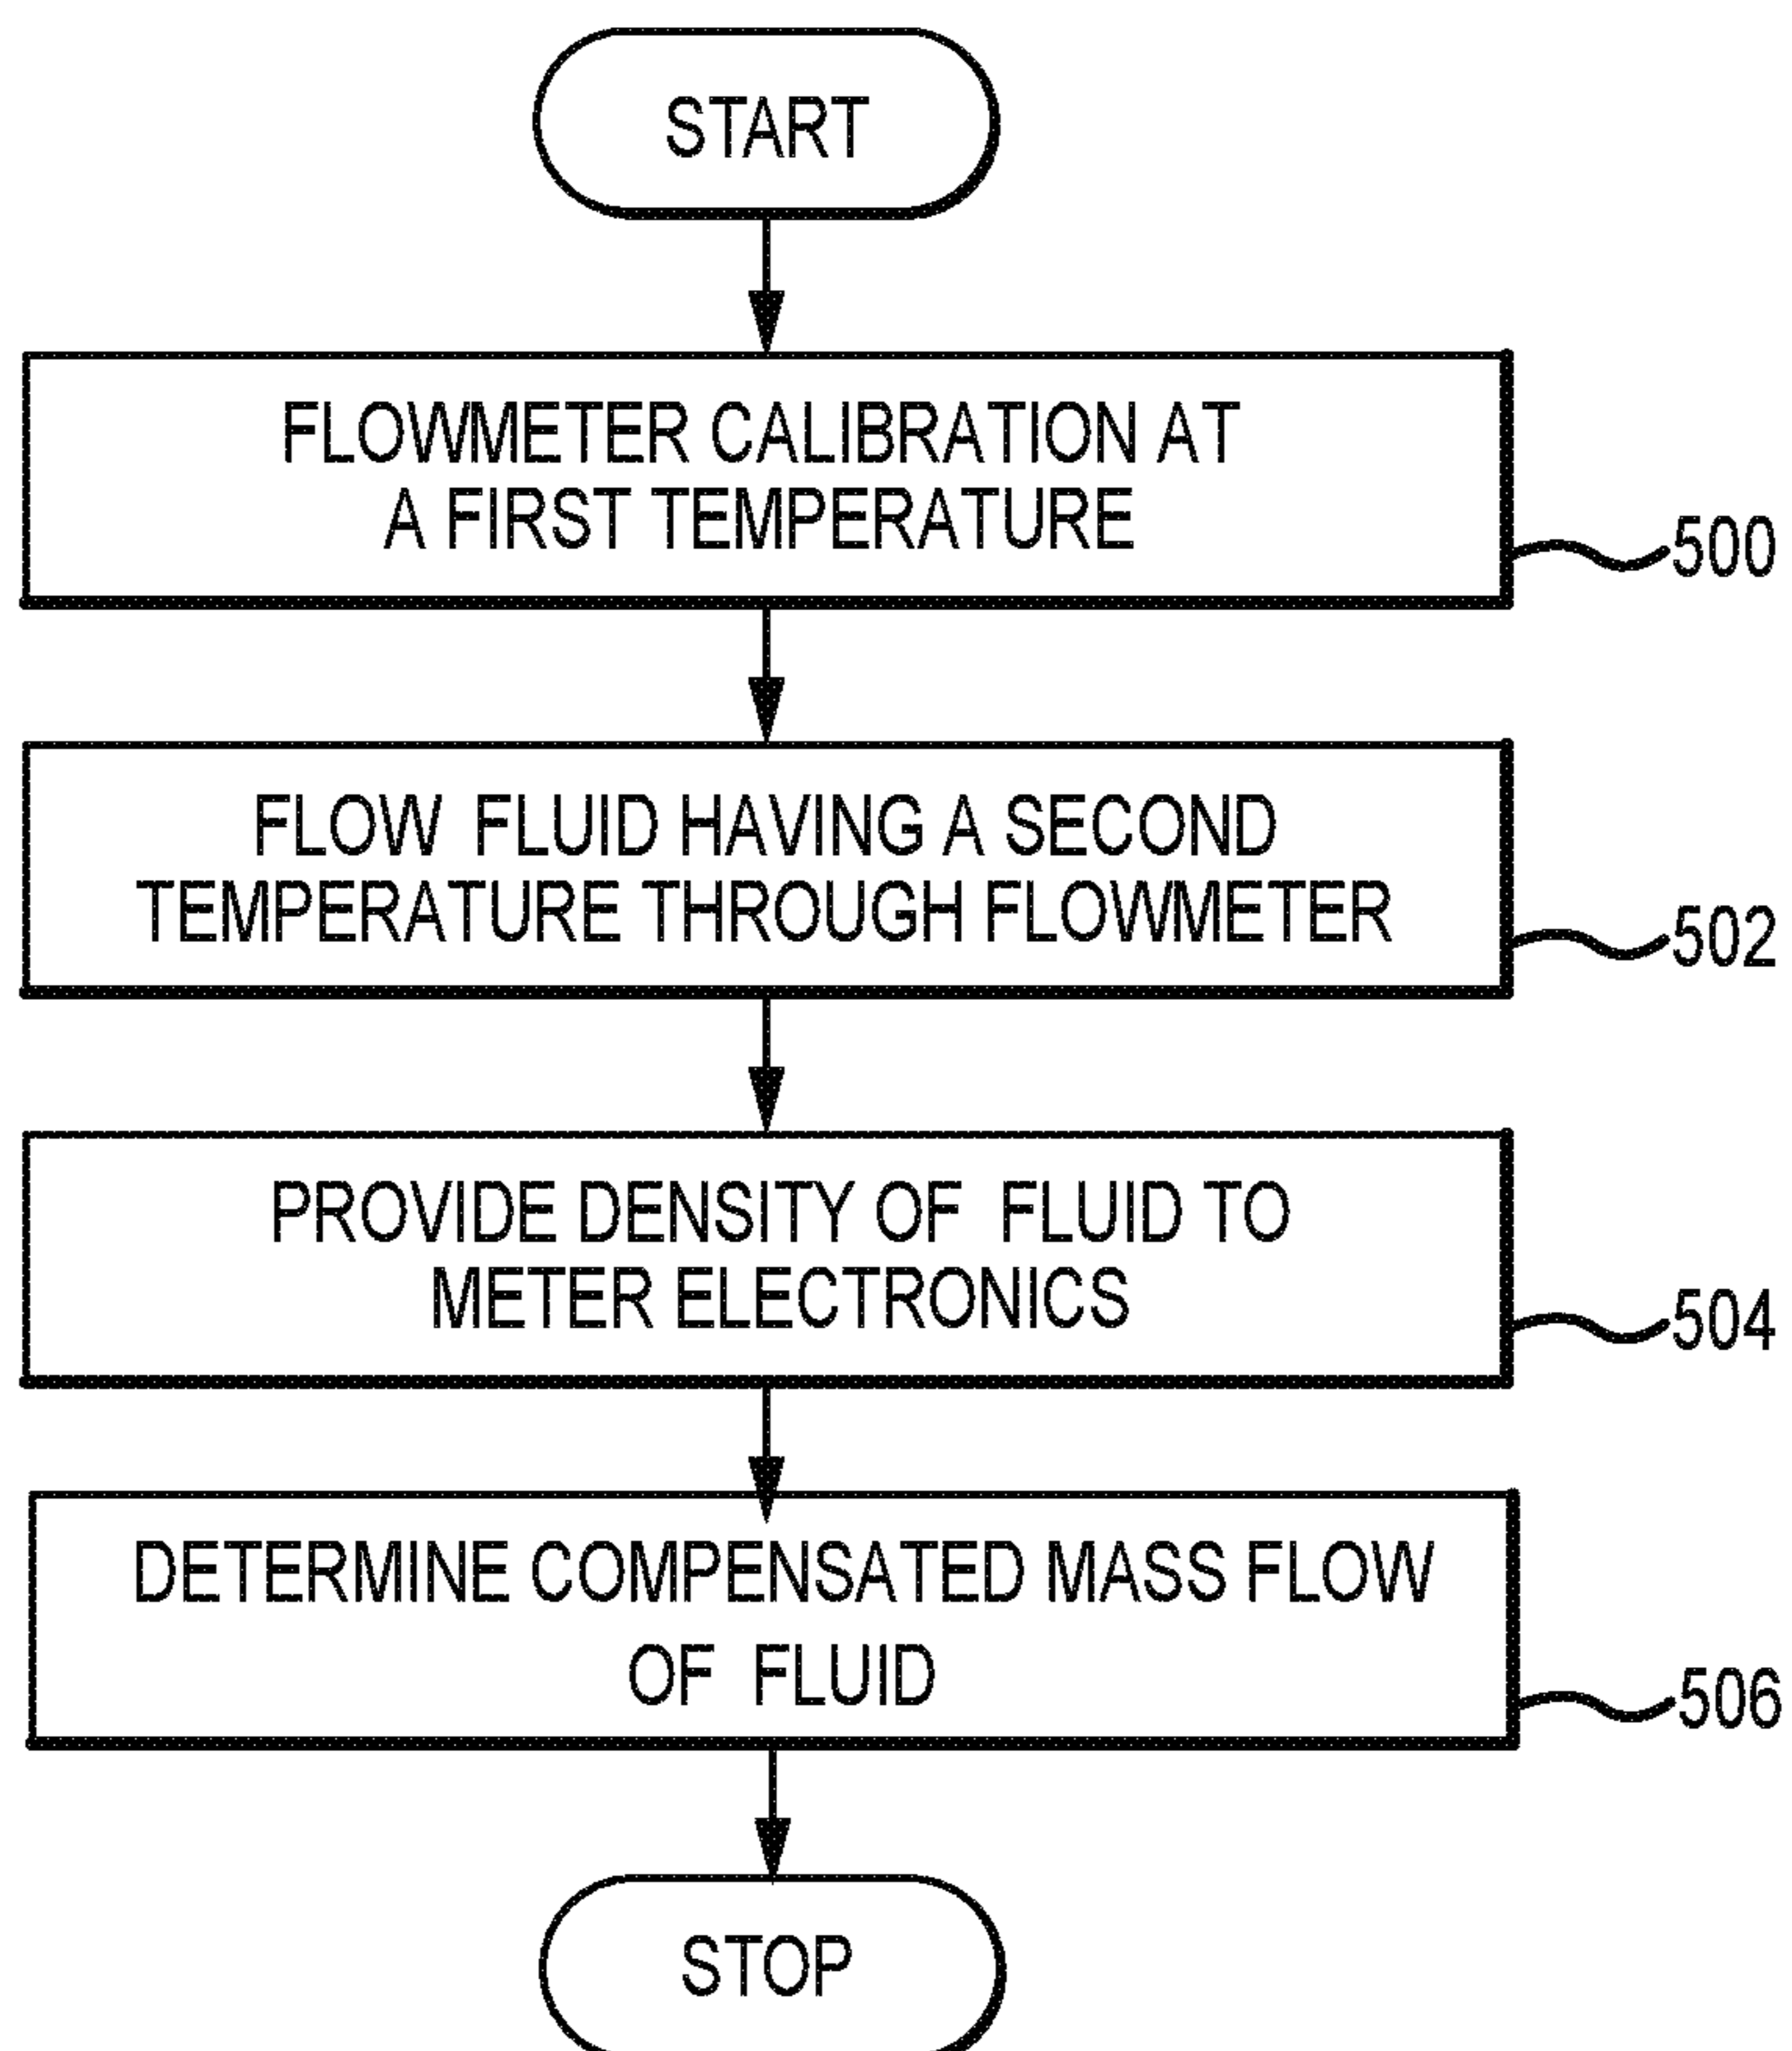 START
FLOWMETER CALIBRATION AT
A FIRST TEMPERATURE
500
FLOW FLUID HAVING A SECOND
TEMPERATURE THROUGH FLOWMETER
502
PROVIDE DENSITY OF FLUID TO
METER ELECTRONICS
504
DETERMINE COMPENSATED MASS FLOW
OF FLUID
506
STOP